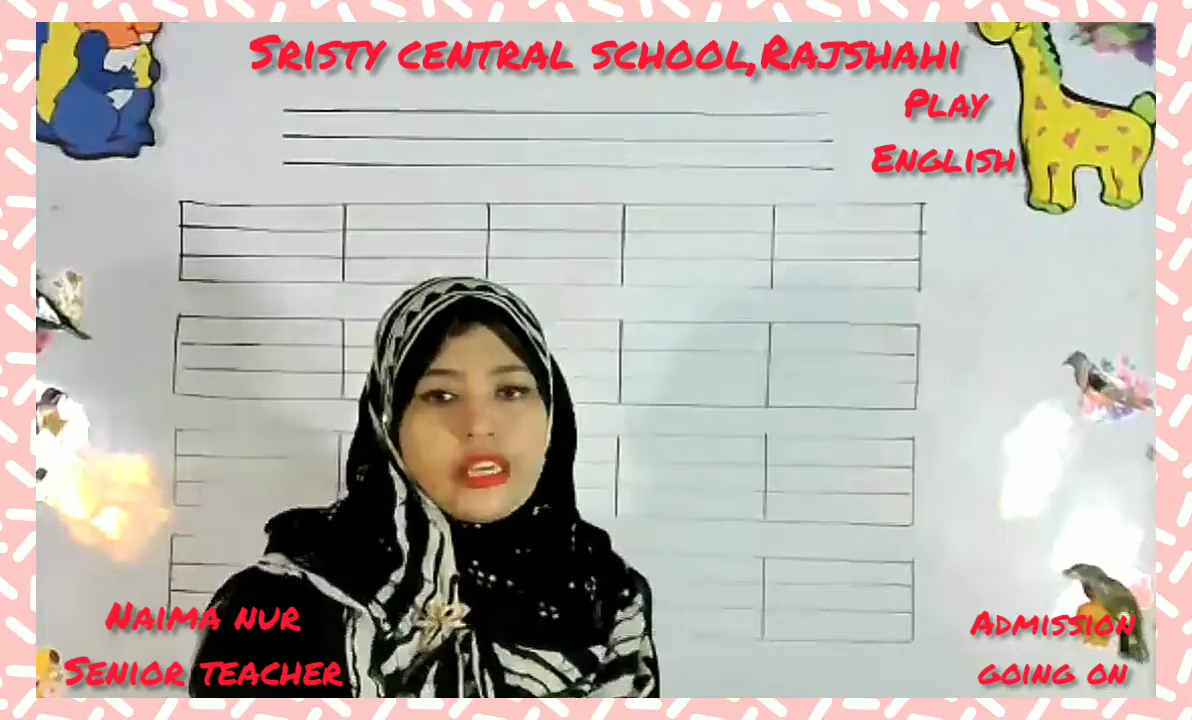 Sristy central school,Rajshahi
Play
English
Naima nur
Senior teacher
Admission
going on